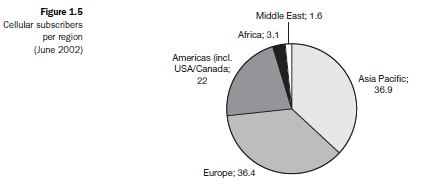 Figure 1.5
Cellular subscribers
per region
(June 2002)
Middle East; 1.6
Africa; 3.1
Americas (incl.
USA/Canada;
22
Asia Pacific;
36.9
Europe; 36.4